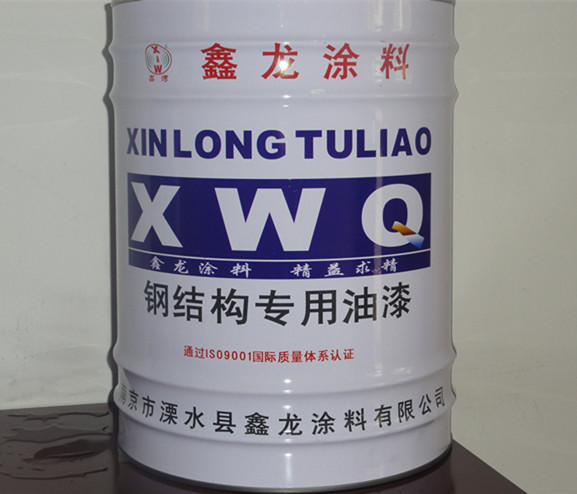 XIW
鑫龙涂料
XINLONG TULIAO
XWQ
鑫龙涂料 精益求精
钢结构专用油漆
通过ISO9001国际质量体系认证
南京市溧水县鑫龙涂料有限公司